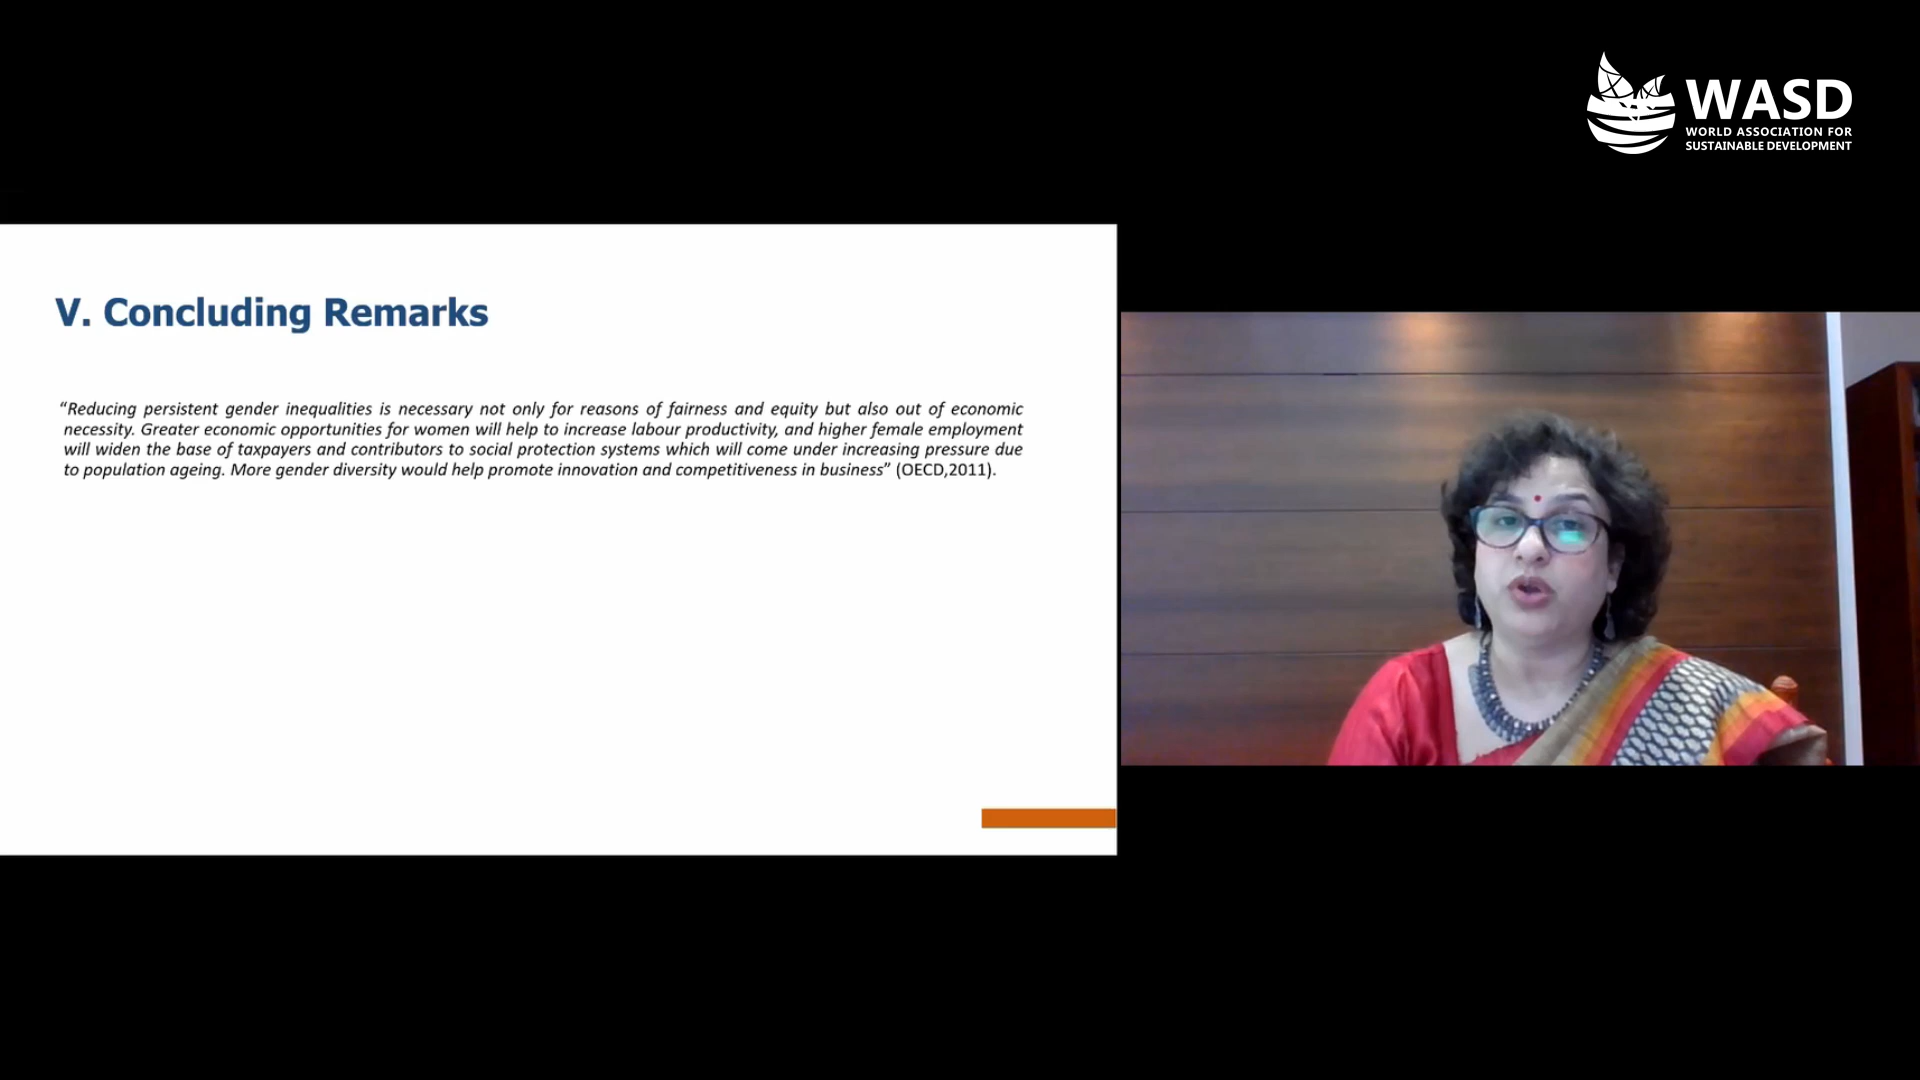 WASD
WORLD ASSOCIATION FOR
SUSTAINABLE DEVELOPMENT
V. Concluding Remarks
“Reducing persistent gender inequalities is necessary not only for reasons of fairness and equity but also out of economic
necessity. Greater economic opportunities for women will help to increase labour productivity, and higher female employment
will widen the base of taxpayers and contributors to social protection systems which will come under increasing pressure due
to population ageing. More gender diversity would help promote innovation and competitiveness in business” (OECD,2011).